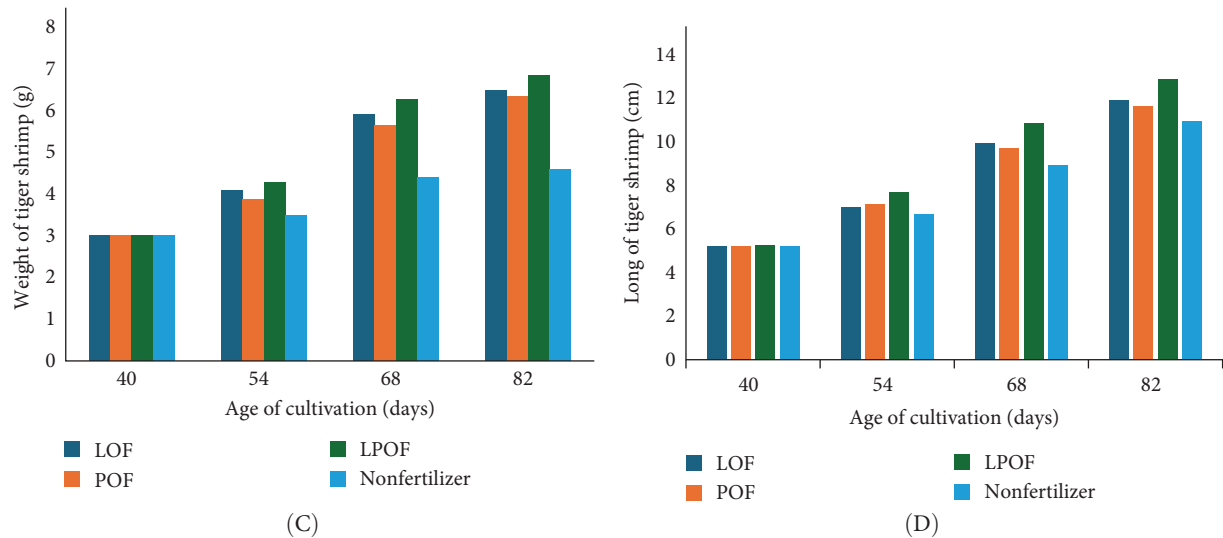 Weight of tiger shrimp (g)
8
7
6
5
4
3
2
1
0
40 54 68 82
Age of cultivation (days)
LOF LPOF
POF Nonfertilizer
(C)
Long of tiger shrimp (cm)
14
12
10
8
6
4
2
0
40 54 68 82
Age of cultivation (days)
LOF LPOF
POF Nonfertilizer
(D)